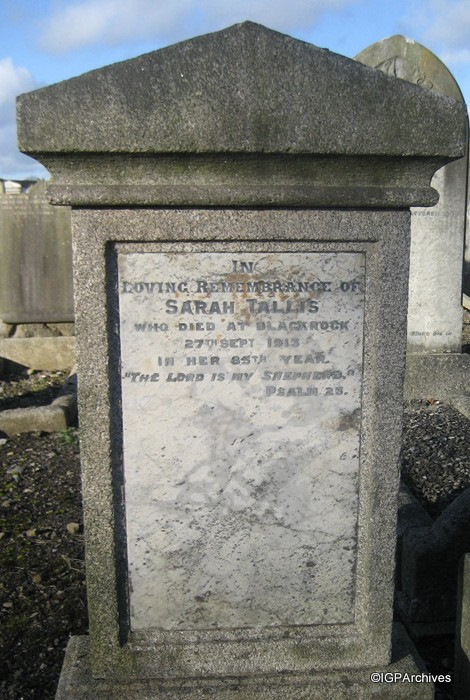 IN
LOVING REMEMBRANCE OF
SARAH TALLIS
WHO DIED AT BLACKROCK
27TH SEPT 1913
IN HER 85TH YEAR.
"THE LORD IS MY SHEPHERD."
PSALM 23.
©IGPArchives